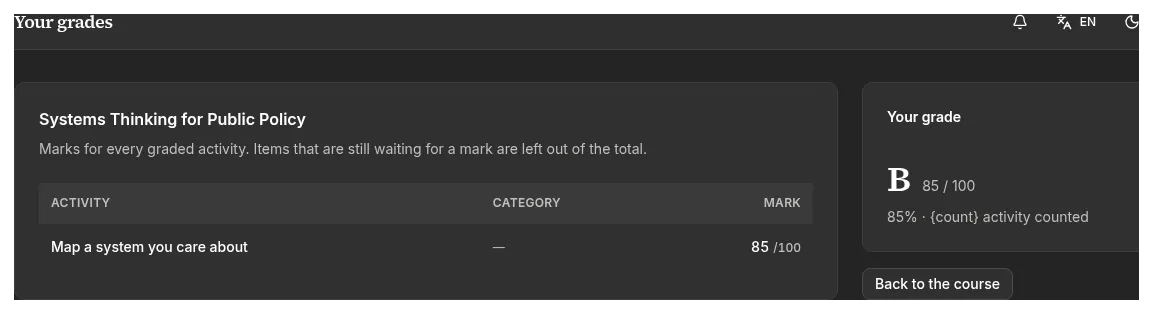 Your grades
EN
Systems Thinking for Public Policy
Marks for every graded activity. Items that are still waiting for a mark are left out of the total.
ACTIVITY CATEGORY MARK
Map a system you care about — 85 /100
Your grade
B 85 / 100
85% · {count} activity counted
Back to the course